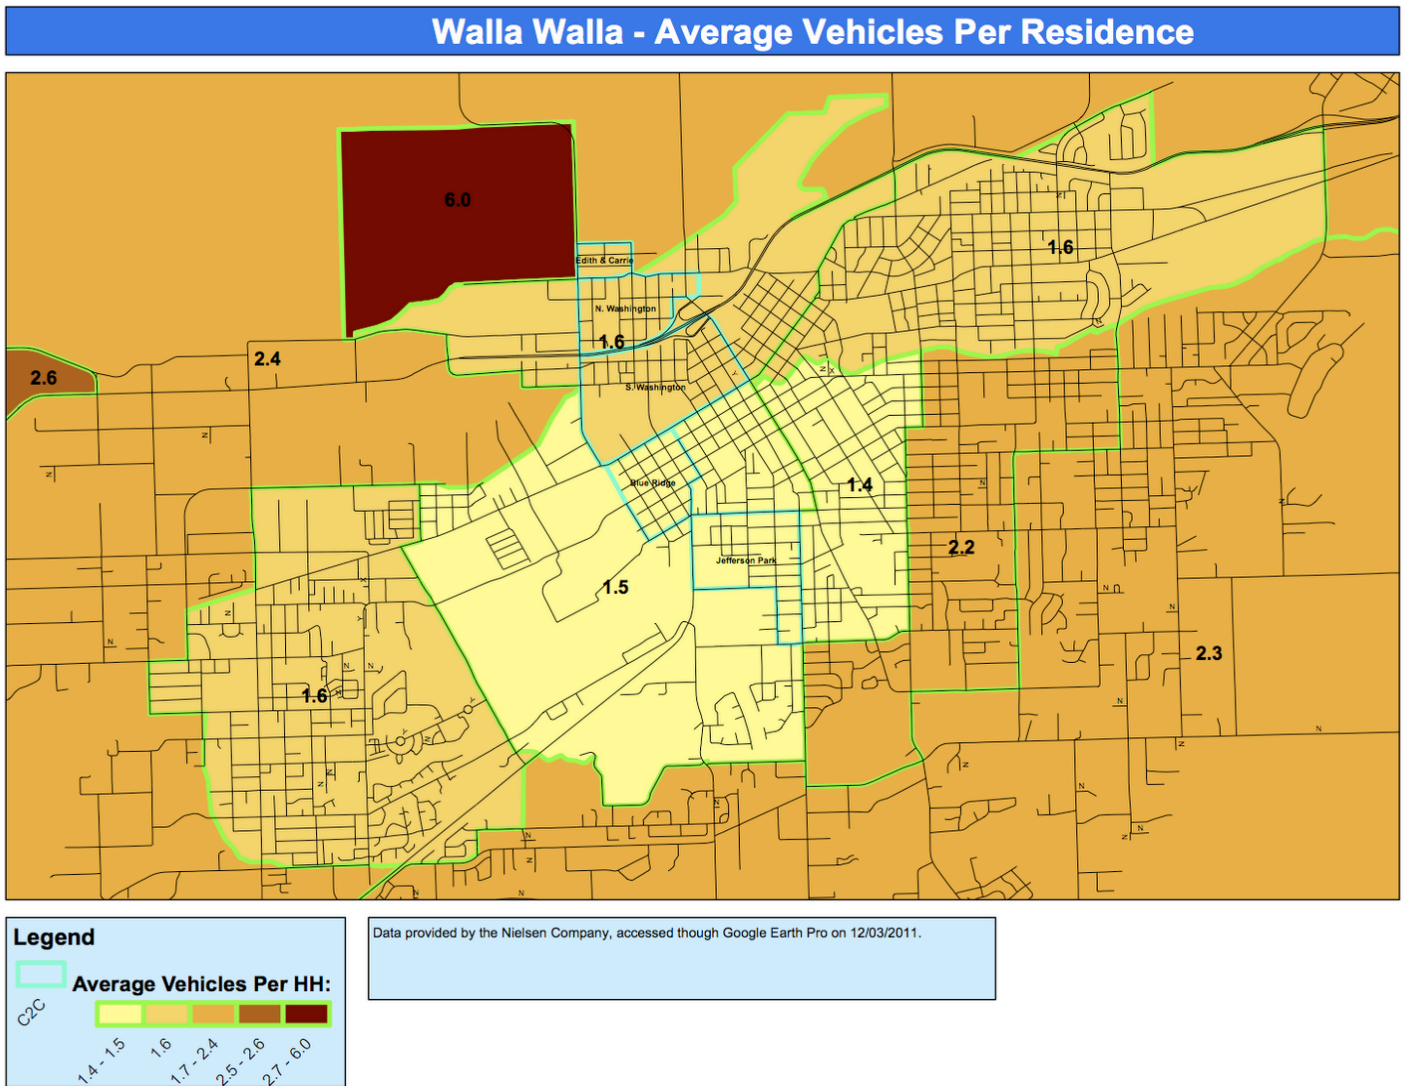 Walla Walla - Average Vehicles Per Residence
6.0
1.6
Edith & Carrie
N. Washington
1.6
2.4
2.6
S. Washington
Blue Ridge
1.4
2.2
Jefferson Park
1.5
2.3
1.6
Legend
Average Vehicles Per HH:
C2C
1.4 - 1.5
1.6
1.7 - 2.4
2.5 - 2.6
2.7 - 6.0
Data provided by the Nielsen Company, accessed though Google Earth Pro on 12/03/2011.